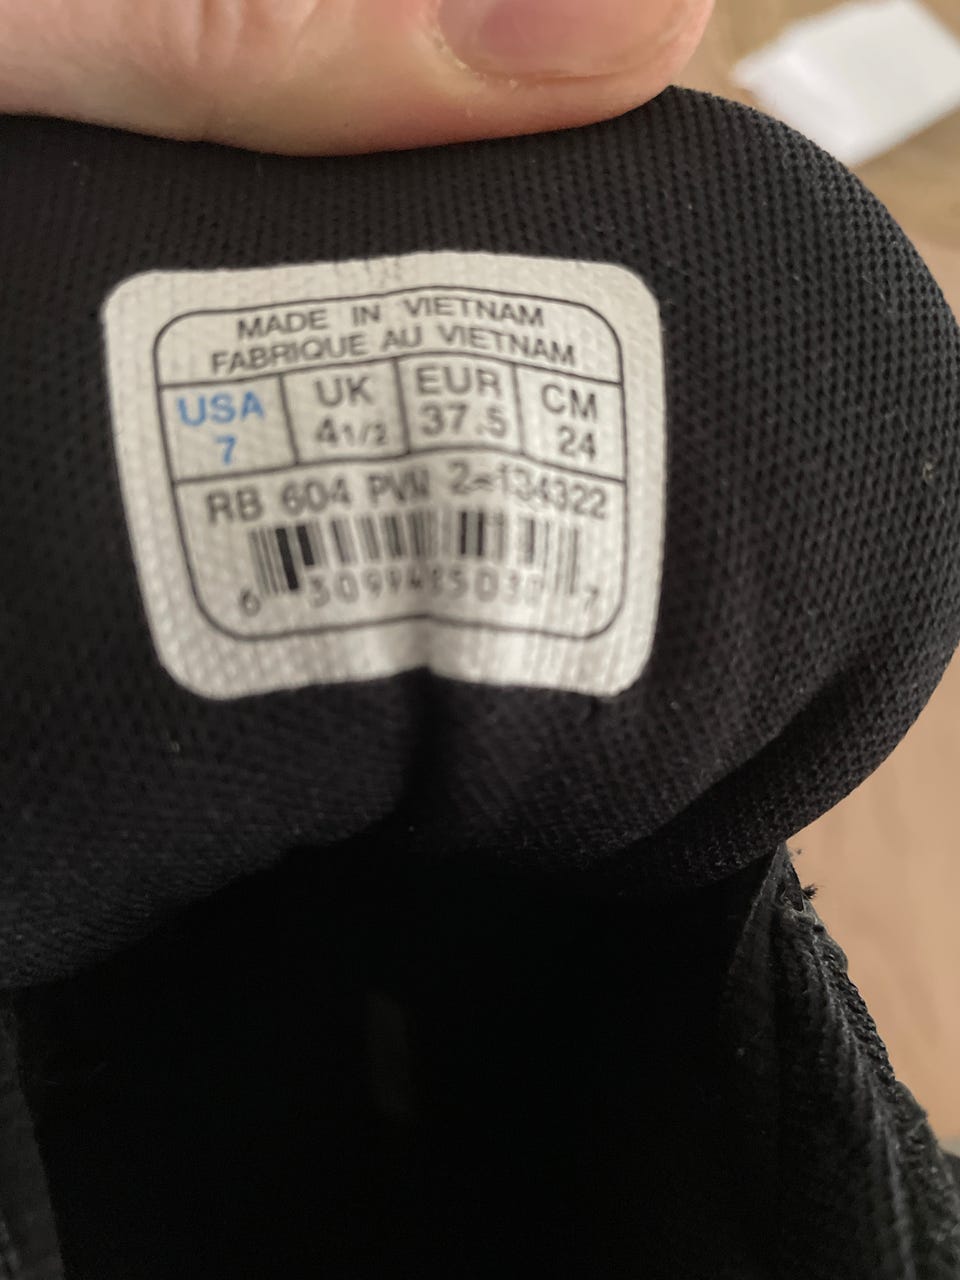 MADE IN VIETNAM
FABRIQUE AU VIETNAM
USA UK EUR CM
7 4 1/2 37.5 24
RB 604 PVN 2-134322